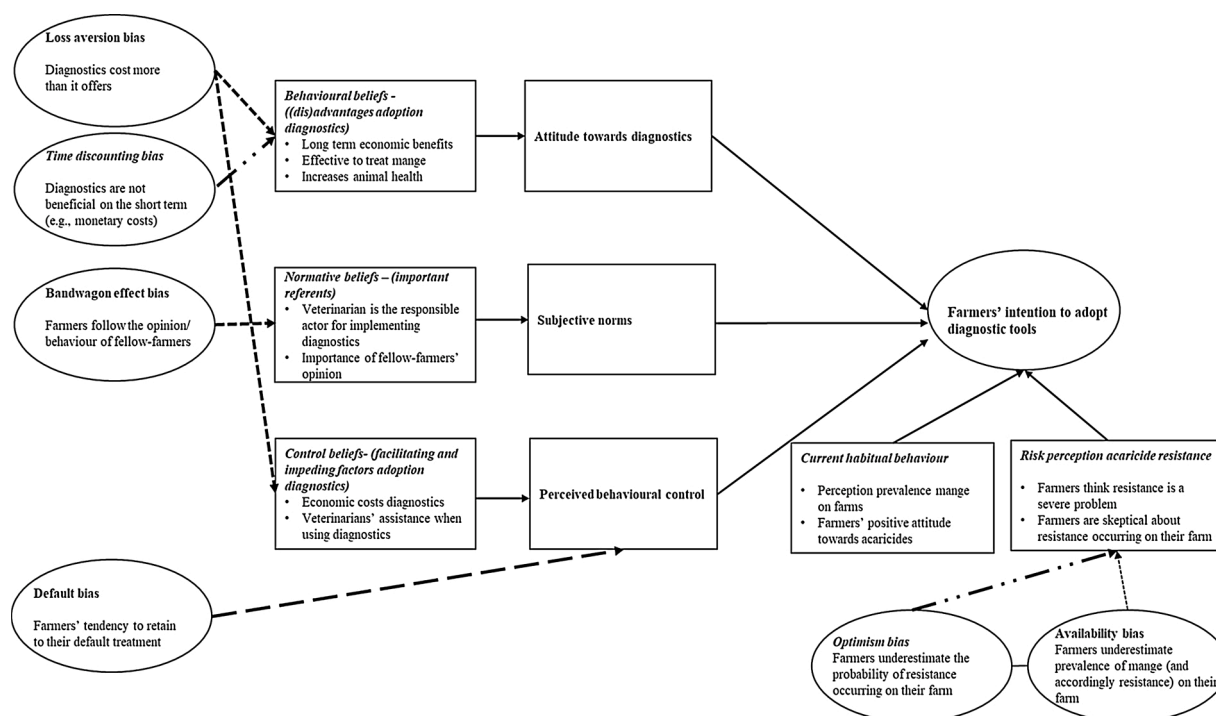 Loss aversion bias
Diagnostics cost more
than it offers
Time discounting bias
Diagnostics are not
beneficial on the short term
(e.g., monetary costs)
Bandwagon effect bias
Farmers follow the opinion/
behaviour of fellow-farmers
Default bias
Farmers' tendency to retain
to their default treatment
Behavioural beliefs -
((dis)advantages adoption
diagnostics)
• Long term economic benefits
• Effective to treat mange
• Increases animal health
Normative beliefs – (important
referents)
• Veterinarian is the responsible
actor for implementing
diagnostics
• Importance of fellow-farmers'
opinion
Control beliefs- (facilitating and
impeding factors adoption
diagnostics)
• Economic costs diagnostics
• Veterinarians' assistance when
using diagnostics
Attitude towards diagnostics
Subjective norms
Perceived behavioural control
Farmers' intention to adopt
diagnostic tools
Current habitual behaviour
• Perception prevalence mange
on farms
• Farmers' positive attitude
towards acaricides
Risk perception acaricide resistance
• Farmers think resistance is a
severe problem
• Farmers are skeptical about
resistance occurring on their farm
Optimism bias
Farmers underestimate the
probability of resistance
occurring on their farm
Availability bias
Farmers underestimate
prevalence of mange (and
accordingly resistance) on their
farm